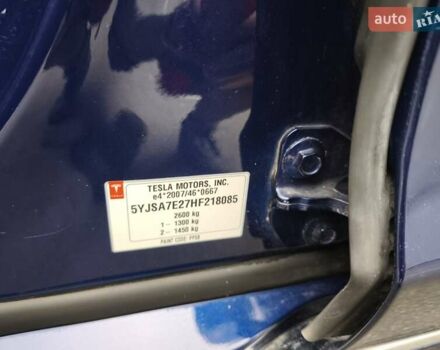 auto RIA
TESLA MOTORS, INC.
e4*2007/46*0667
5YJSA7E27HF218085
2600 kg
1 - 1300 kg
2 - 1450 kg
PAINT CODE: PPSB